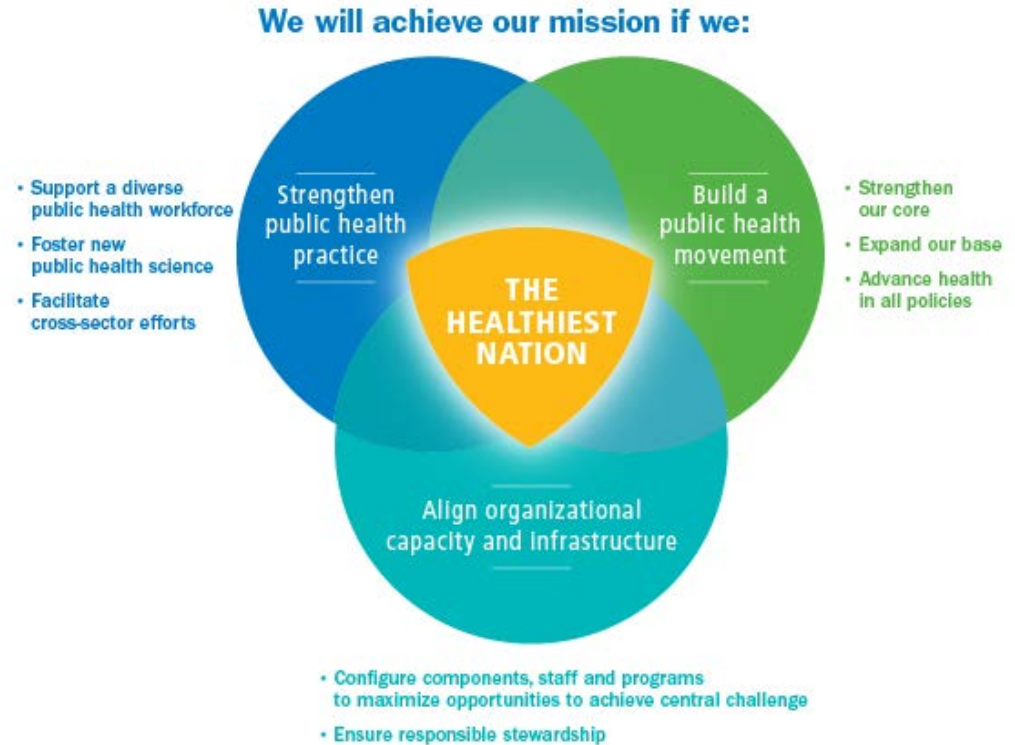 We will achieve our mission if we:
• Support a diverse
public health workforce
• Foster new
public health science
• Facilitate
cross-sector efforts
Strengthen
public health
practice
Build a
public health
movement
• Strengthen
our core
• Expand our base
• Advance health
in all policies
THE
HEALTHIEST
NATION
Align organizational
capacity and infrastructure
• Configure components, staff and programs
to maximize opportunities to achieve central challenge
• Ensure responsible stewardship